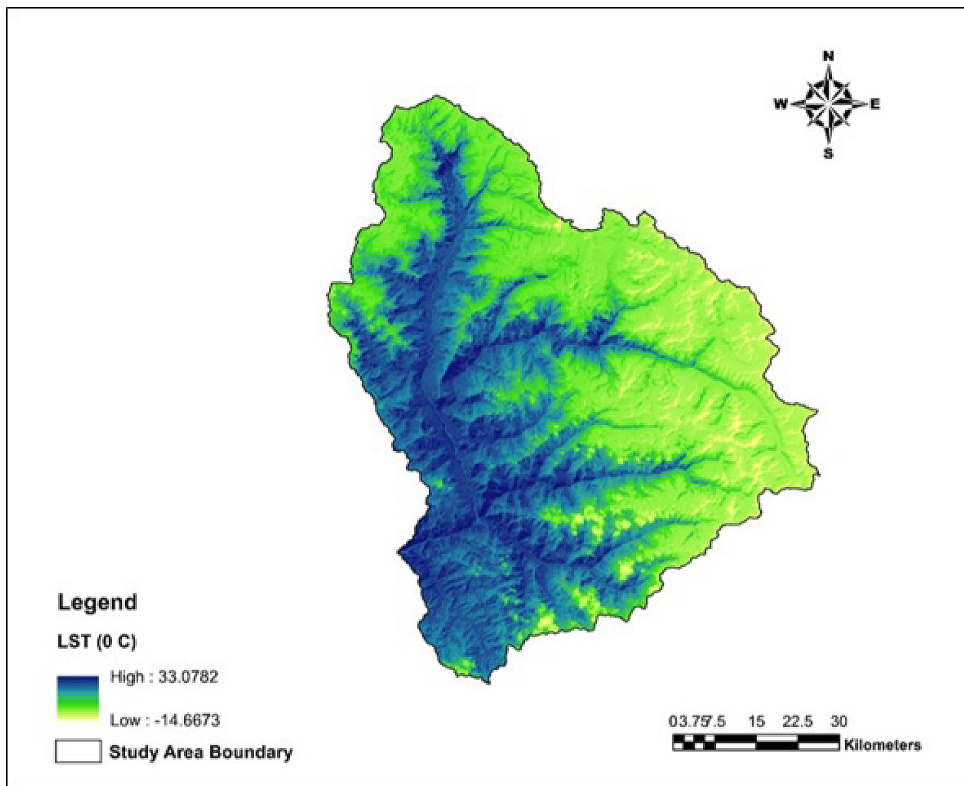 N
W E
S
Legend
LST (0 C)
High : 33.0782
Low : -14.6673
Study Area Boundary
03.757.5 15 22.5 30
Kilometers